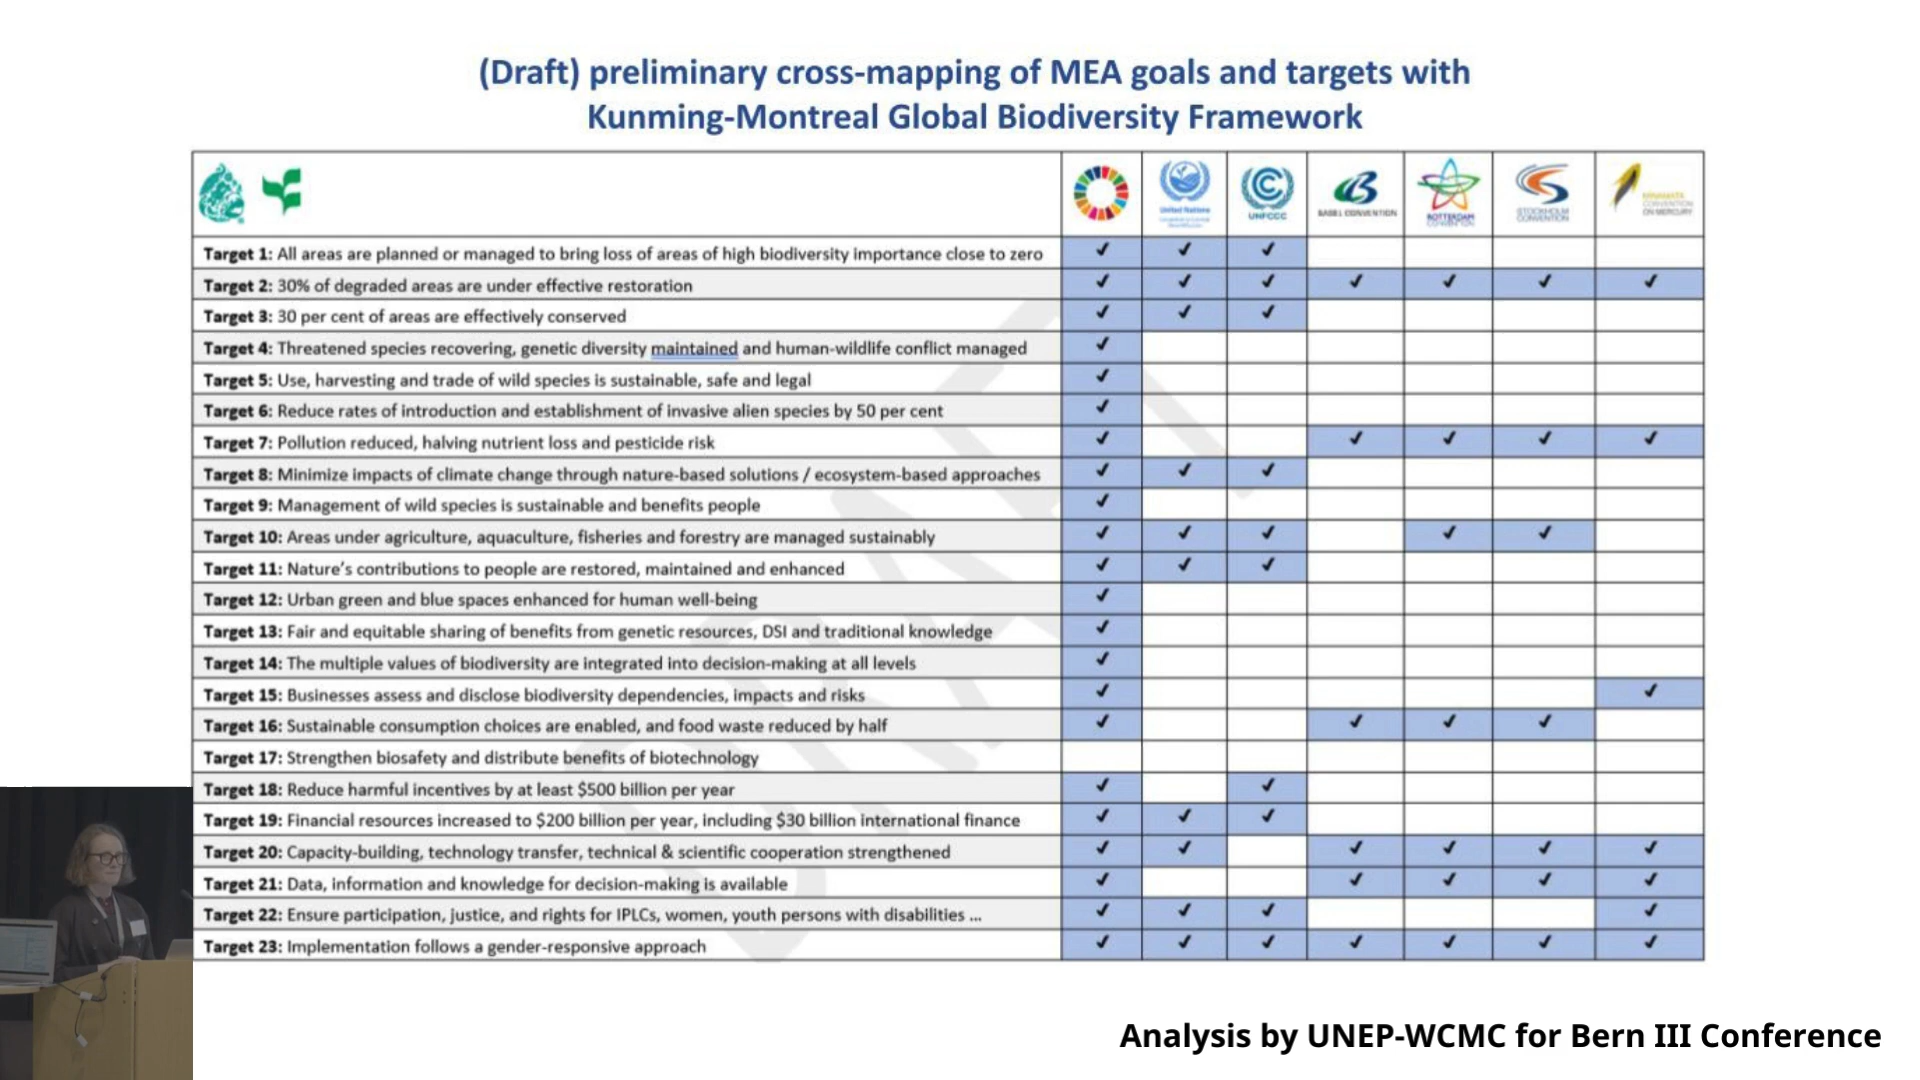 (Draft) preliminary cross-mapping of MEA goals and targets with
Kunming-Montreal Global Biodiversity Framework
United Nations
UNFCCC
BASEL CONVENTION
ROTTERDAM
CONVENTION
STOCKHOLM
CONVENTION
MINAMATA
CONVENTION
ON MERCURY
Target 1: All areas are planned or managed to bring loss of areas of high biodiversity importance close to zero ✓ ✓ ✓
Target 2: 30% of degraded areas are under effective restoration ✓ ✓ ✓ ✓ ✓ ✓ ✓
Target 3: 30 per cent of areas are effectively conserved ✓ ✓ ✓
Target 4: Threatened species recovering, genetic diversity maintained and human-wildlife conflict managed ✓
Target 5: Use, harvesting and trade of wild species is sustainable, safe and legal ✓
Target 6: Reduce rates of introduction and establishment of invasive alien species by 50 per cent ✓
Target 7: Pollution reduced, halving nutrient loss and pesticide risk ✓ ✓ ✓ ✓ ✓
Target 8: Minimize impacts of climate change through nature-based solutions / ecosystem-based approaches ✓ ✓ ✓
Target 9: Management of wild species is sustainable and benefits people ✓
Target 10: Areas under agriculture, aquaculture, fisheries and forestry are managed sustainably ✓ ✓ ✓ ✓ ✓
Target 11: Nature's contributions to people are restored, maintained and enhanced ✓ ✓ ✓
Target 12: Urban green and blue spaces enhanced for human well-being ✓
Target 13: Fair and equitable sharing of benefits from genetic resources, DSI and traditional knowledge ✓
Target 14: The multiple values of biodiversity are integrated into decision-making at all levels ✓
Target 15: Businesses assess and disclose biodiversity dependencies, impacts and risks ✓ ✓
Target 16: Sustainable consumption choices are enabled, and food waste reduced by half ✓ ✓ ✓ ✓
Target 17: Strengthen biosafety and distribute benefits of biotechnology
Target 18: Reduce harmful incentives by at least $500 billion per year ✓ ✓
Target 19: Financial resources increased to $200 billion per year, including $30 billion international finance ✓ ✓ ✓
Target 20: Capacity-building, technology transfer, technical & scientific cooperation strengthened ✓ ✓ ✓ ✓ ✓ ✓
Target 21: Data, information and knowledge for decision-making is available ✓ ✓ ✓ ✓ ✓
Target 22: Ensure participation, justice, and rights for IPLCs, women, youth persons with disabilities ... ✓ ✓ ✓ ✓
Target 23: Implementation follows a gender-responsive approach ✓ ✓ ✓ ✓ ✓ ✓ ✓
DRAFT
Analysis by UNEP-WCMC for Bern III Conference